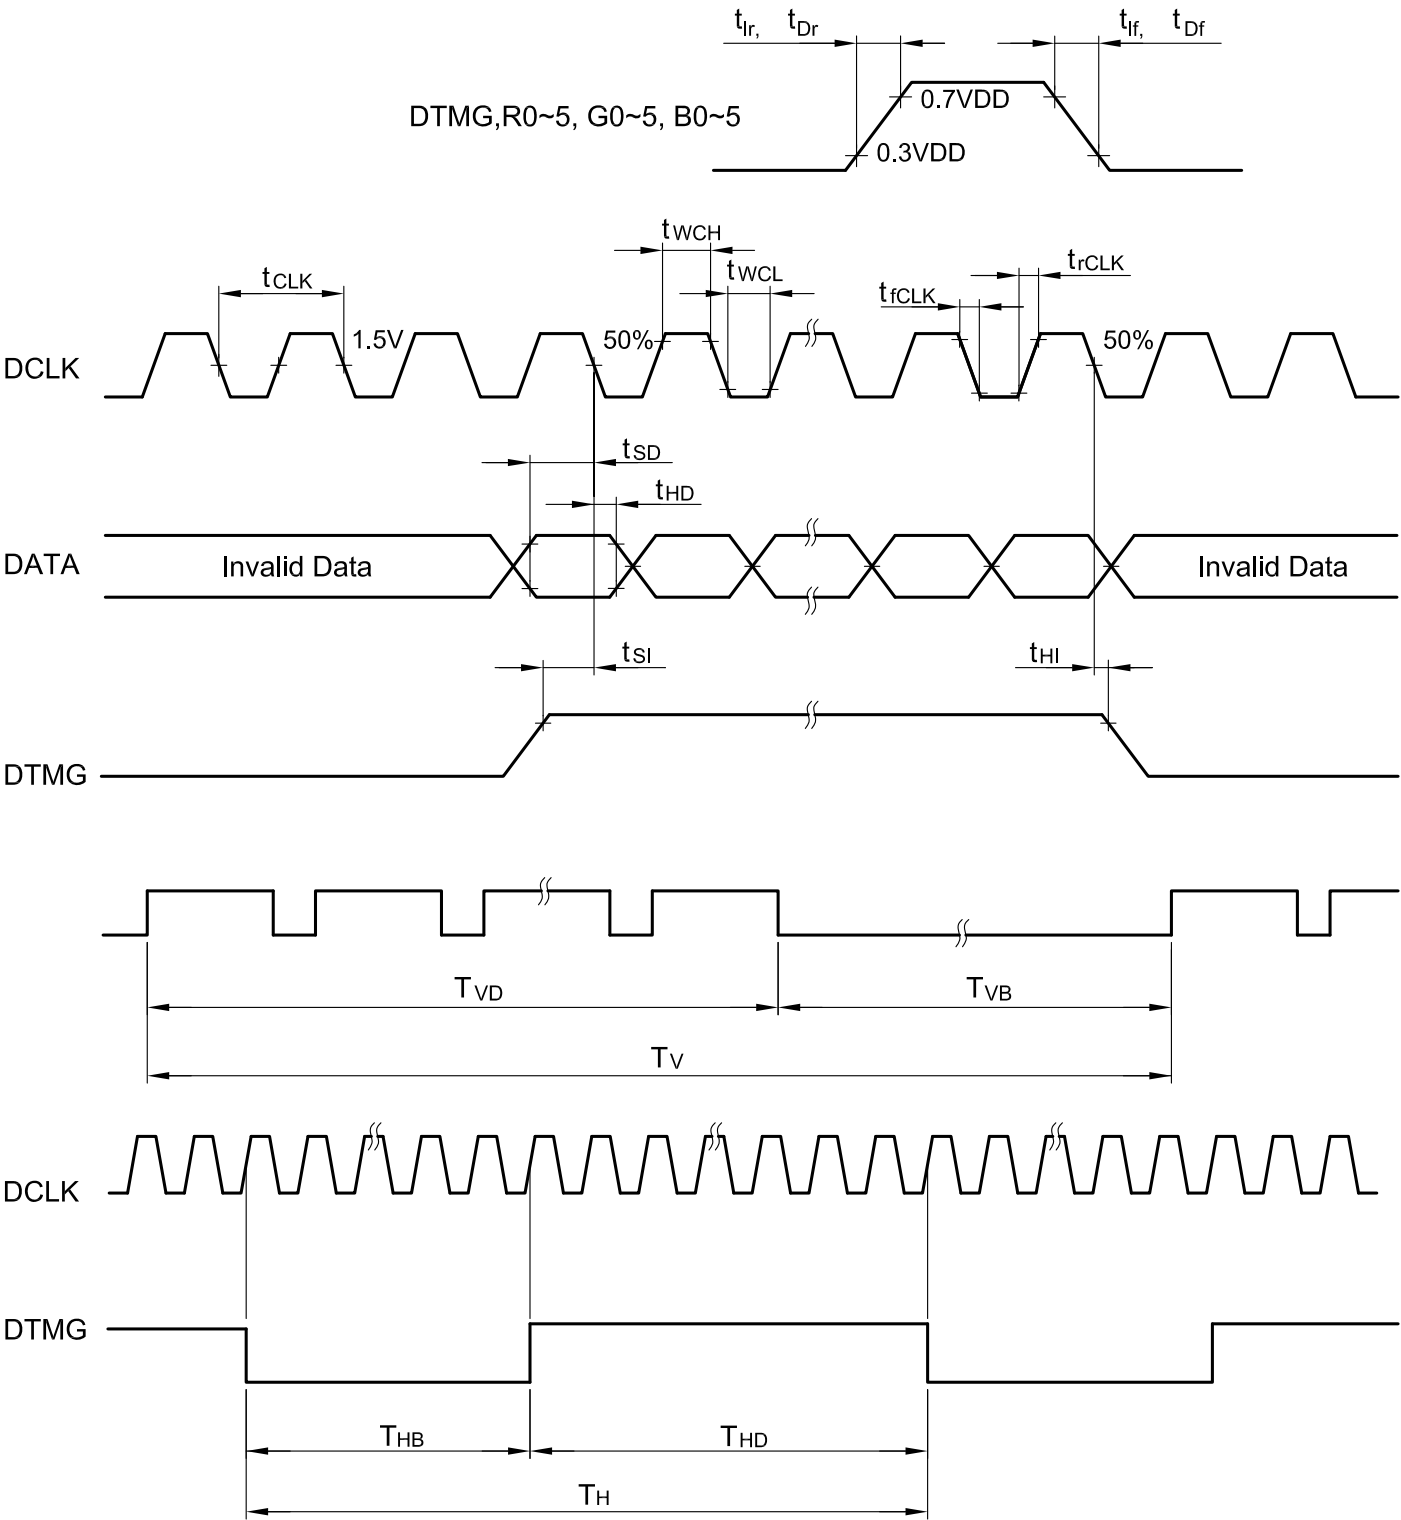 tIr, tDr tIf, tDf
DTMG,R0~5, G0~5, B0~5
0.7VDD
0.3VDD
tWCH
tCLK tWCL tfCLK trCLK
DCLK 1.5V 50% 50%
tSD
tHD
DATA Invalid Data Invalid Data
tSI tHI
DTMG
TVD TVB
TV
DCLK
DTMG
THB THD
TH